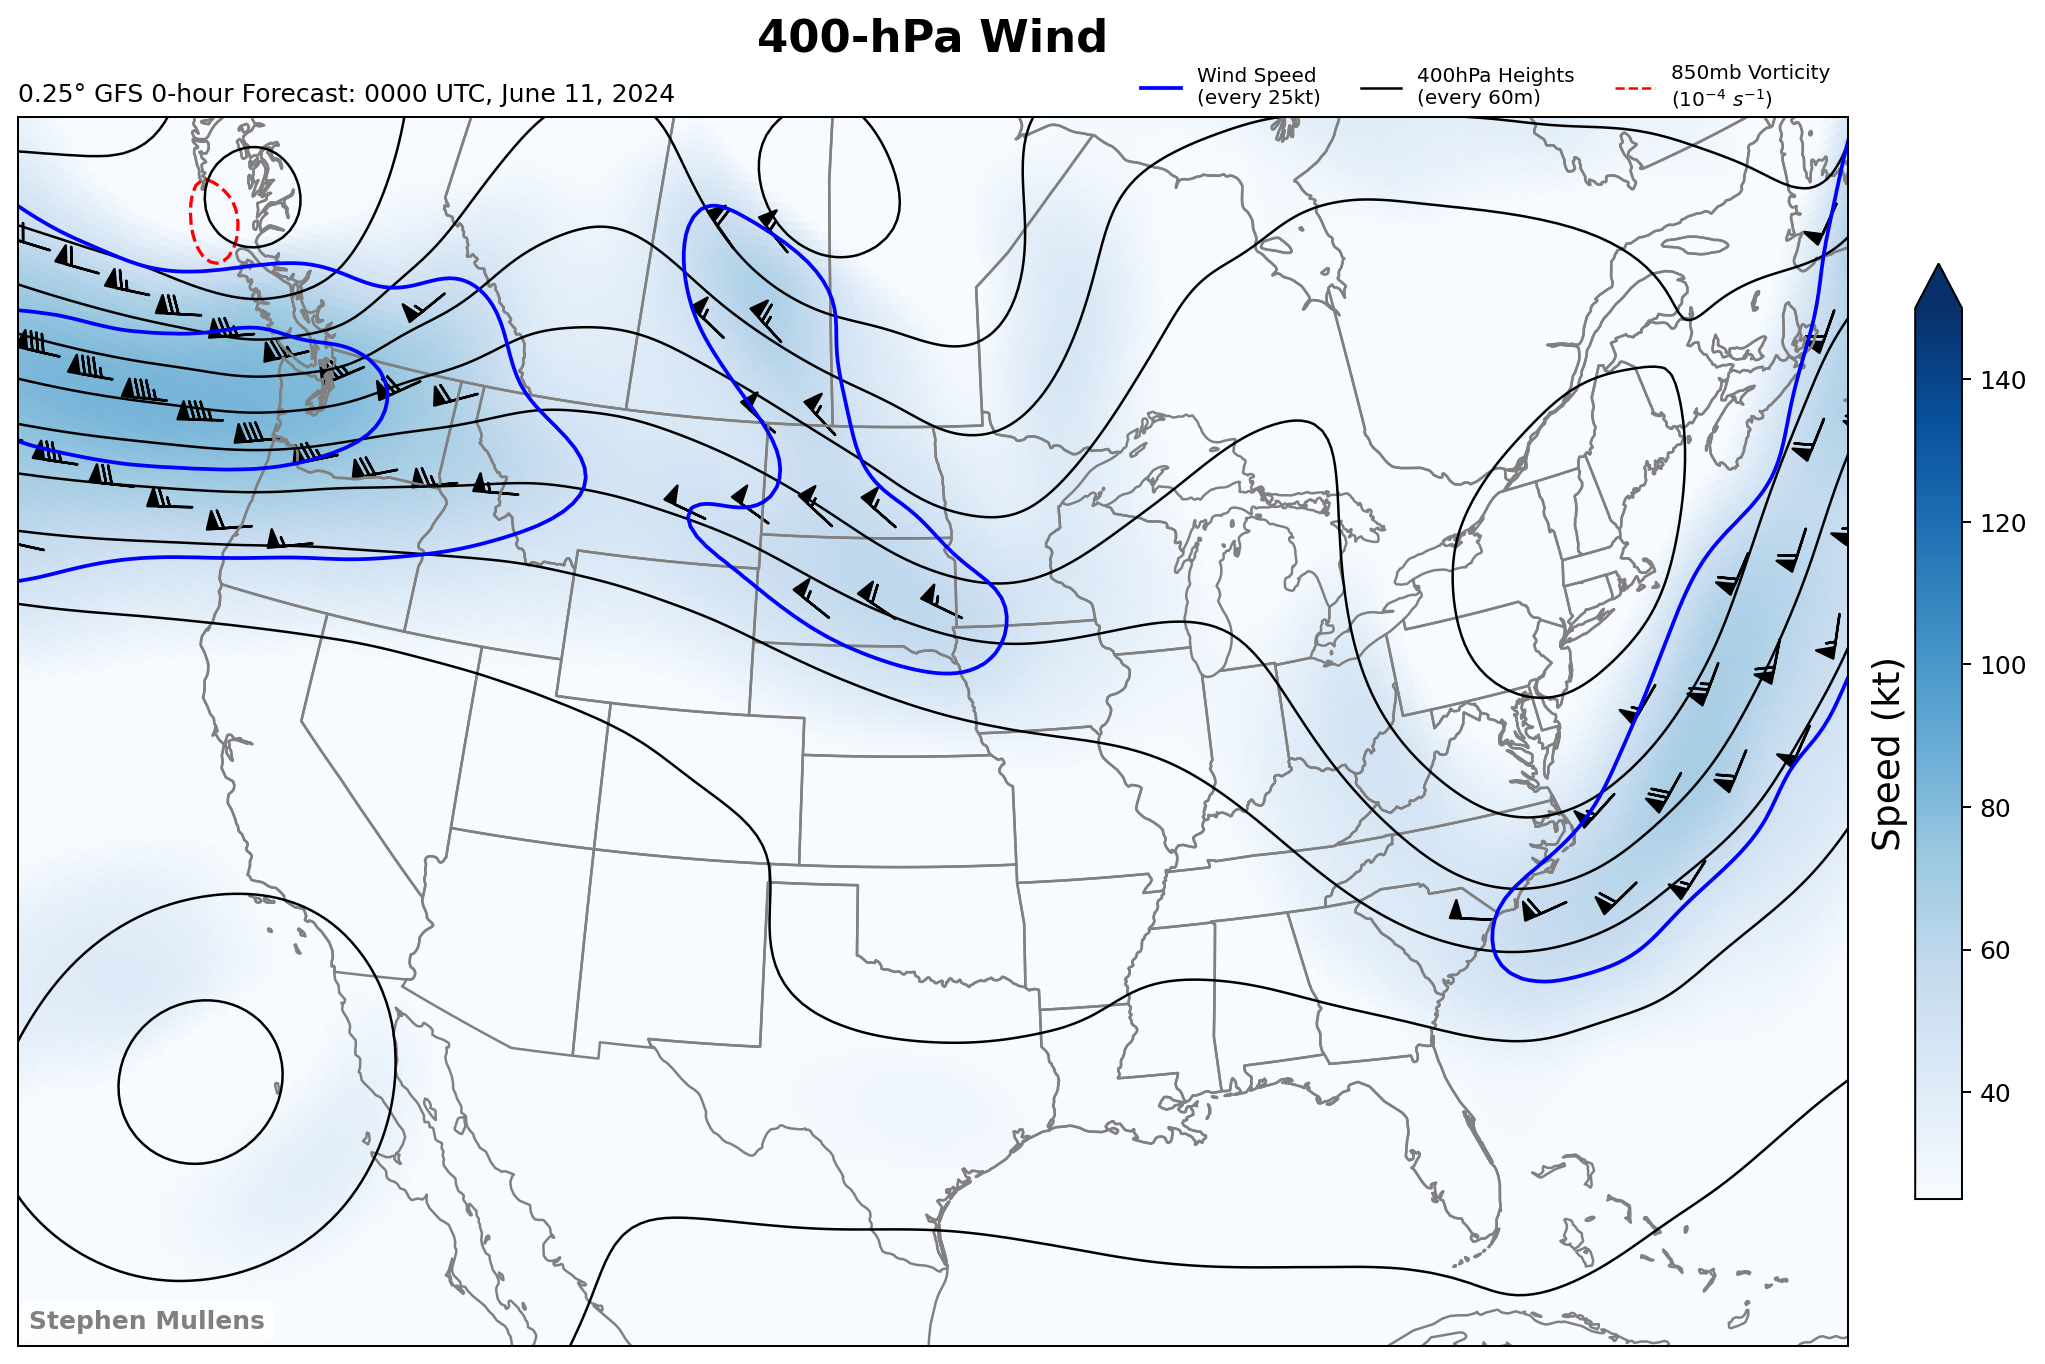 400-hPa Wind
0.25° GFS 0-hour Forecast: 0000 UTC, June 11, 2024
Wind Speed
(every 25kt)
400hPa Heights
(every 60m)
850mb Vorticity
(10⁻⁴ s⁻¹)
140
120
100
80
60
40
Speed (kt)
Stephen Mullens